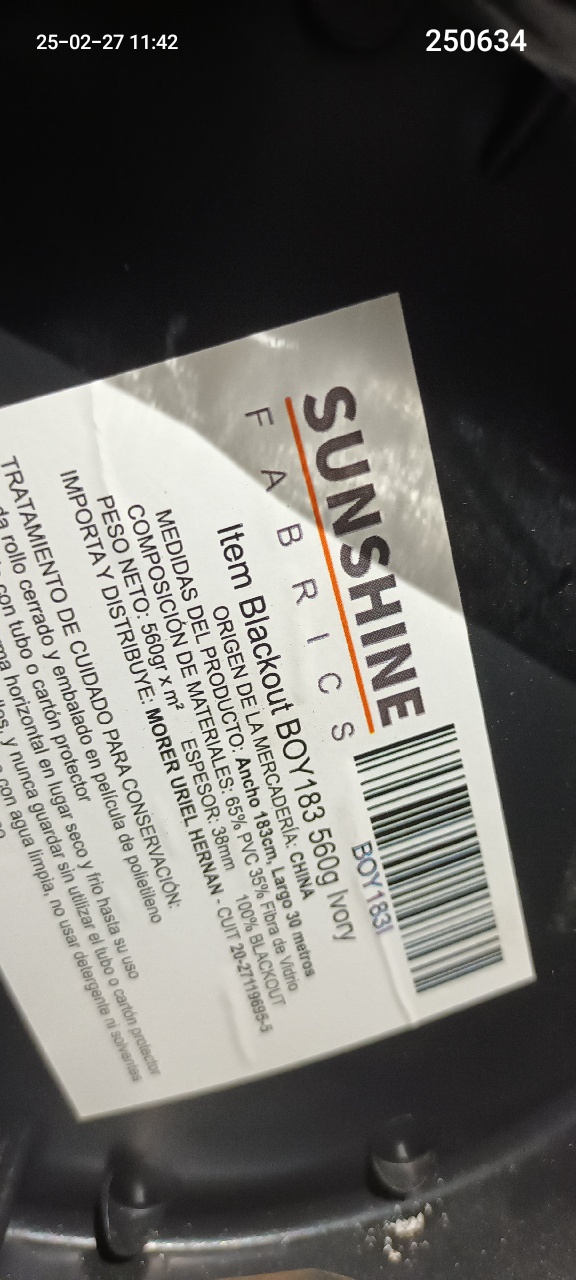 25-02-27 11:42
250634
SUNSHINE
FABRICS
BOY183I
Item Blackout BOY183 560g Ivory
ORIGEN DE LA MERCADERÍA: CHINA
MEDIDAS DEL PRODUCTO: Ancho 183cm, Largo 30 metros
COMPOSICIÓN DE MATERIALES: 65% PVC 35% Fibra de Vidrio
PESO NETO: 560gr x m² ESPESOR: 38mm 100% BLACKOUT
IMPORTA Y DISTRIBUYE: MORER URIEL HERNAN - CUIT 20-27119695-5
TRATAMIENTO DE CUIDADO PARA CONSERVACIÓN:
rollo cerrado y embalado en película de polietileno
con tubo o cartón protector
horizontal en lugar seco y frio hasta su uso
y nunca guardar sin utilizar el tubo o cartón protector
con agua limpia, no usar detergente ni solventes